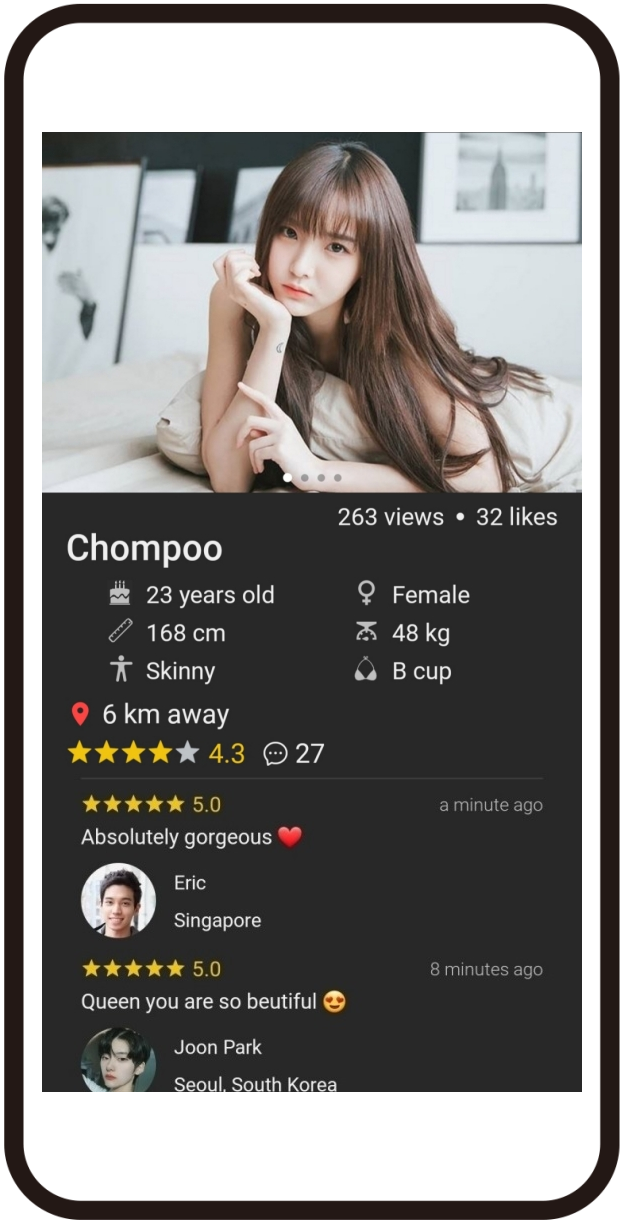 263 views • 32 likes
Chompoo
23 years old
Female
168 cm
48 kg
Skinny
B cup
6 km away
4.3
27
5.0
a minute ago
Absolutely gorgeous ❤️
Eric
Singapore
5.0
8 minutes ago
Queen you are so beutiful 😍
Joon Park
Seoul, South Korea